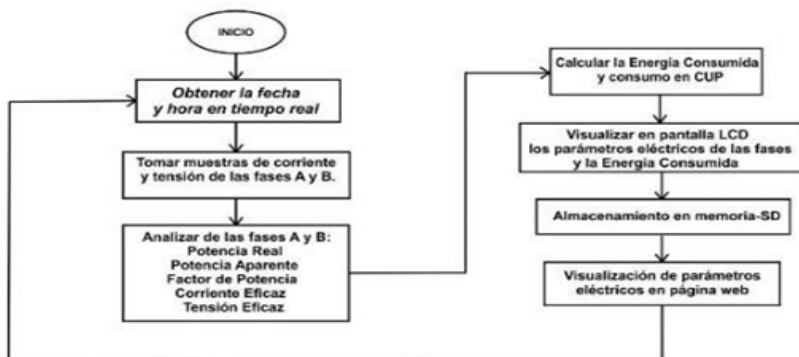 INICIO
Obtener la fecha
y hora en tiempo real
Tomar muestras de corriente
y tensión de las fases A y B.
Analizar de las fases A y B:
Potencia Real
Potencia Aparente
Factor de Potencia
Corriente Eficaz
Tensión Eficaz
Calcular la Energia Consumida
y consumo en CUP
Visualizar en pantalla LCD
los parámetros eléctricos de las fases
y la Energia Consumida
Almacenamiento en memoria-SD
Visualización de parámetros
eléctricos en página web